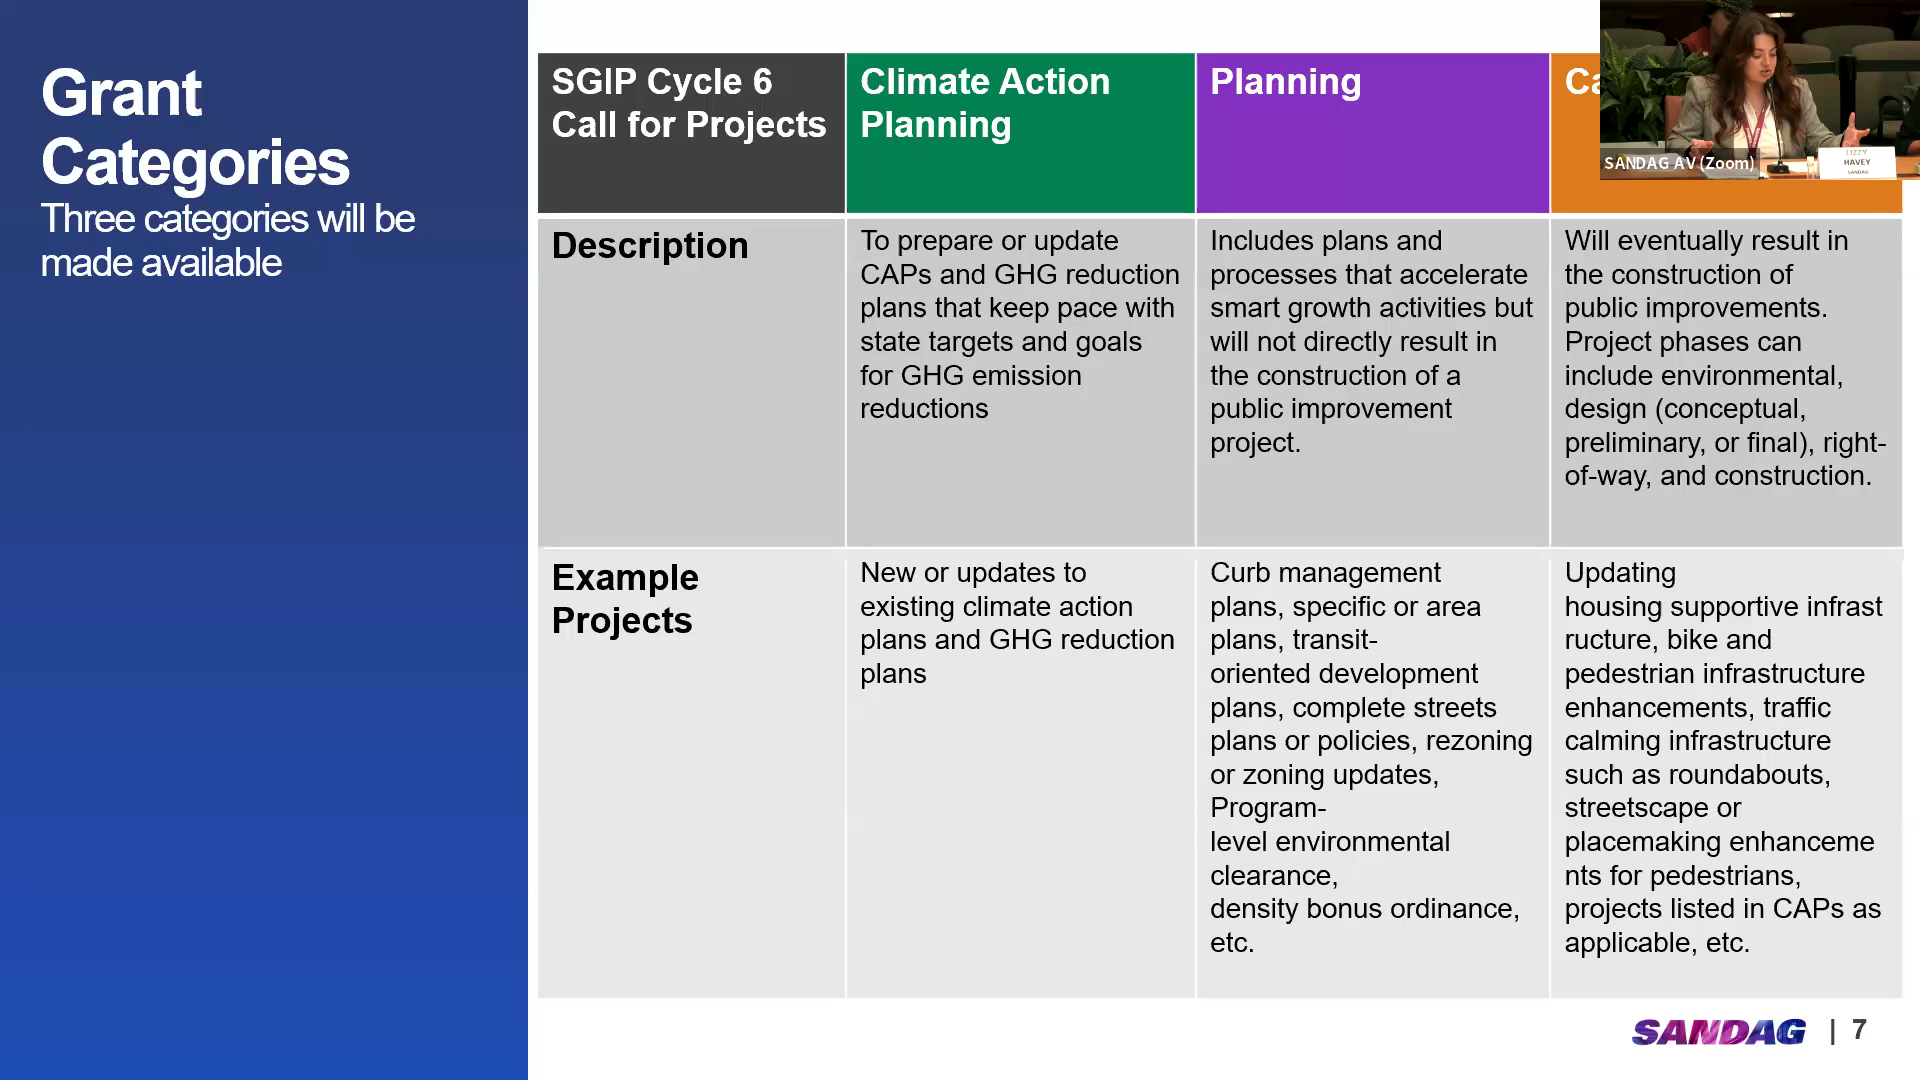 Grant
Categories
Three categories will be
made available
SGIP Cycle 6
Call for Projects
Climate Action
Planning
Planning
Ca
Description
To prepare or update
CAPs and GHG reduction
plans that keep pace with
state targets and goals
for GHG emission
reductions
Includes plans and
processes that accelerate
smart growth activities but
will not directly result in
the construction of a
public improvement
project.
Will eventually result in
the construction of
public improvements.
Project phases can
include environmental,
design (conceptual,
preliminary, or final), right-
of-way, and construction.
Example
Projects
New or updates to
existing climate action
plans and GHG reduction
plans
Curb management
plans, specific or area
plans, transit-
oriented development
plans, complete streets
plans or policies, rezoning
or zoning updates,
Program-
level environmental
clearance,
density bonus ordinance,
etc.
Updating
housing supportive infrast
ructure, bike and
pedestrian infrastructure
enhancements, traffic
calming infrastructure
such as roundabouts,
streetscape or
placemaking enhanceme
nts for pedestrians,
projects listed in CAPs as
applicable, etc.
SANDAG AV (Zoom)
LIZZY
HAVEY
SANDAG
SANDAG | 7